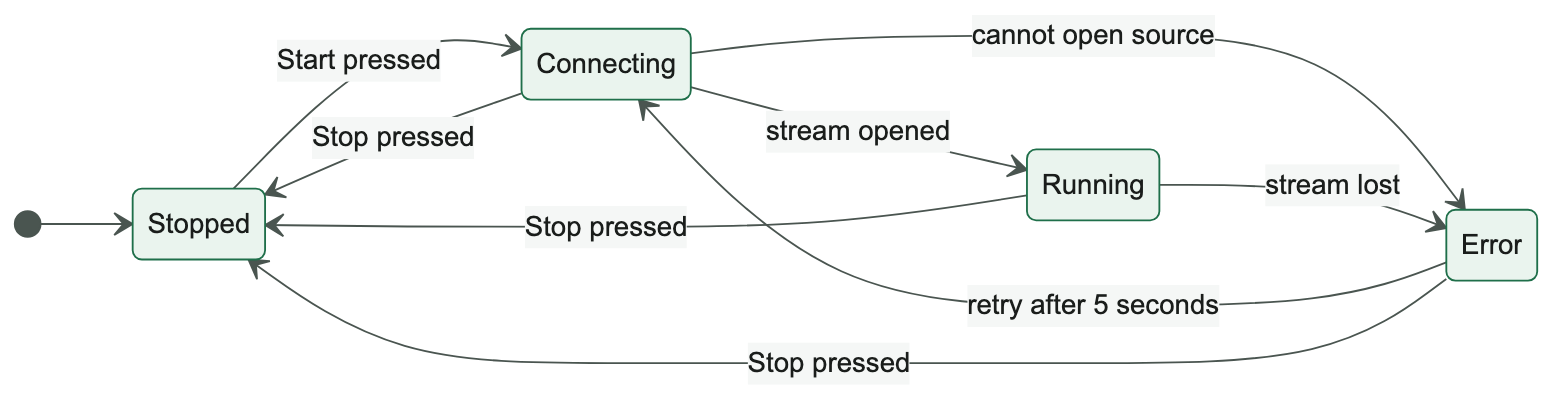 cannot open source
Start pressed
Connecting
stream opened
Stop pressed
Running
stream lost
Stopped
Stop pressed
Error
retry after 5 seconds
Stop pressed